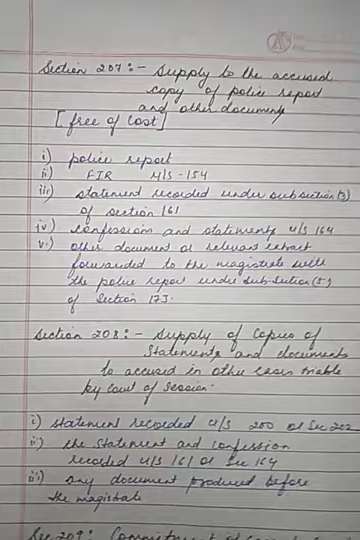 Section 207:- Supply to the accused
copy of police report
and other documents
[free of cost]
i) police report
ii) FIR U/S-154
iii) statement recorded under subsection(3)
of section 161
iv) confessions and statements u/s 164
v) other document or relevant extract
forwarded to the magistrate with
the police report under sub-section (5)
of Section 173.
Section 208:- Supply of Copies of
Statements and documents
to accused in other cases triable
by court of Session.
i) statement recorded u/s 200 or Sec 202
ii) the statement and confession
recorded u/s 161 or Sec 164
iii) any document produced before
the magistrate
Sec 209: